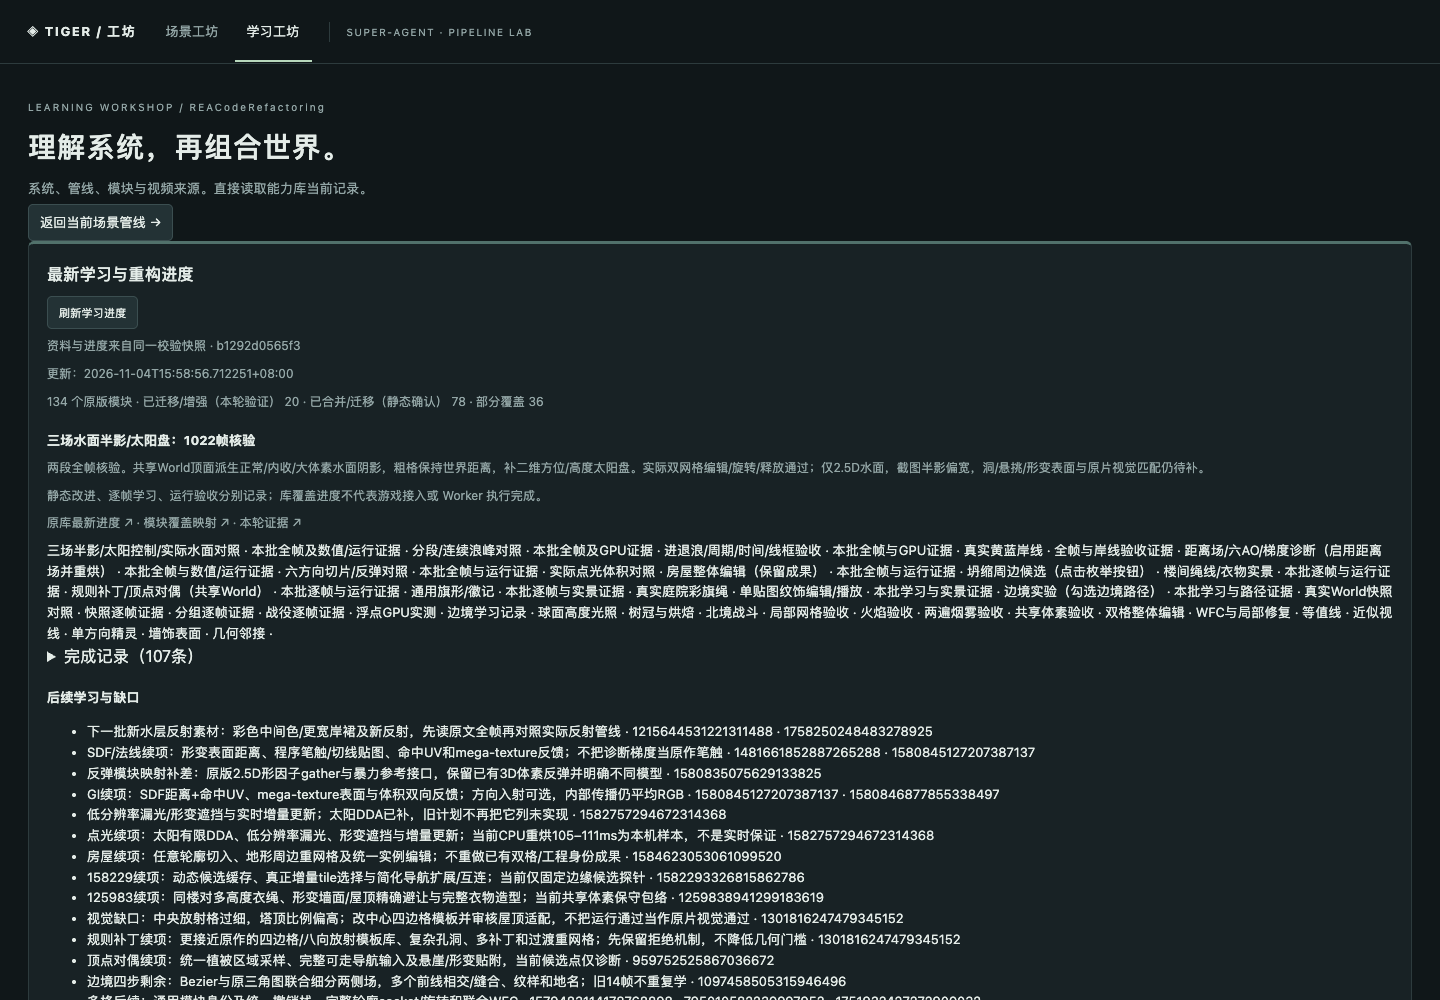 ◈ TIGER / 工坊 场景工坊 学习工坊 SUPER-AGENT · PIPELINE LAB
LEARNING WORKSHOP / REACodeRefactoring
理解系统，再组合世界。
系统、管线、模块与视频来源。直接读取能力库当前记录。
返回当前场景管线 →
最新学习与重构进度
刷新学习进度
资料与进度来自同一校验快照 · b1292d0565f3
更新：2026-11-04T15:58:56.712251+08:00
134 个原版模块 · 已迁移/增强（本轮验证） 20 · 已合并/迁移（静态确认） 78 · 部分覆盖 36
三场水面半影/太阳盘：1022帧核验
两段全帧核验。共享World顶面派生正常/内收/大体素水面阴影，粗格保持世界距离，补二维方位/高度太阳盘。实际双网格编辑/旋转/释放通过；仅2.5D水面，截图半影偏宽，洞/悬挑/形变表面与原片视觉匹配仍待补。
静态改进、逐帧学习、运行验收分别记录；库覆盖进度不代表游戏接入或 Worker 执行完成。
原库最新进度 ↗ · 模块覆盖映射 ↗ · 本轮证据 ↗
三场半影/太阳控制/实际水面对照 · 本批全帧及数值/运行证据 · 分段/连续浪峰对照 · 本批全帧及GPU证据 · 进退浪/周期/时间/线框验收 · 本批全帧与GPU证据 · 真实黄蓝岸线 · 全帧与岸线验收证据 · 距离场/六AO/梯度诊断（启用距离
场并重烘） · 本批全帧与数值/运行证据 · 六方向切片/反弹对照 · 本批全帧与运行证据 · 实际点光体积对照 · 房屋整体编辑（保留成果） · 本批全帧与运行证据 · 坍缩周边候选（点击枚举按钮） · 楼间绳线/衣物实景 · 本批逐帧与运行证
据 · 规则补丁/顶点对偶（共享World） · 本批逐帧与运行证据 · 通用旗形/徽记 · 本批逐帧与实景证据 · 真实庭院彩旗绳 · 单贴图纹饰编辑/播放 · 本批学习与实景证据 · 边境实验（勾选边境路径） · 本批学习与路径证据 · 真实World快照
对照 · 快照逐帧证据 · 分组逐帧证据 · 战役逐帧证据 · 浮点GPU实测 · 边境学习记录 · 球面高度光照 · 树冠与烘焙 · 北境战斗 · 局部网格验收 · 火焰验收 · 两遍烟雾验收 · 共享体素验收 · 双格整体编辑 · WFC与局部修复 · 等值线 · 近似视
线 · 单方向精灵 · 墙饰表面 · 几何邻接 ·
▶ 完成记录（107条）
后续学习与缺口
• 下一批新水层反射素材：彩色中间色/更宽岸裙及新反射，先读原文全帧再对照实际反射管线 · 1215644531221311488 · 1758250248483278925
• SDF/法线续项：形变表面距离、程序笔触/切线贴图、命中UV和mega-texture反馈；不把诊断梯度当原作笔触 · 1481661852887265288 · 1580845127207387137
• 反弹模块映射补差：原版2.5D形因子gather与暴力参考接口，保留已有3D体素反弹并明确不同模型 · 1580835075629133825
• GI续项：SDF距离+命中UV、mega-texture表面与体积双向反馈；方向入射可选，内部传播仍平均RGB · 1580845127207387137 · 1580846877855338497
• 低分辨率漏光/形变遮挡与实时增量更新；太阳DDA已补，旧计划不再把它列未实现 · 1582757294672314368
• 点光续项：太阳有限DDA、低分辨率漏光、形变遮挡与增量更新；当前CPU重烘105–111ms为本机样本，不是实时保证 · 1582757294672314368
• 房屋续项：任意轮廓切入、地形周边重网格及统一实例编辑；不重做已有双格/工程身份成果 · 1584623053061099520
• 158229续项：动态候选缓存、真正增量tile选择与简化导航扩展/互连；当前仅固定边缘候选探针 · 1582293326815862786
• 125983续项：同楼对多高度衣绳、形变墙面/屋顶精确避让与完整衣物造型；当前共享体素保守包络 · 1259838941299183619
• 视觉缺口：中央放射格过细，塔顶比例偏高；改中心四边格模板并审核屋顶适配，不把运行通过当作原片视觉通过 · 1301816247479345152
• 规则补丁续项：更接近原作的四边格/八向放射模板库、复杂孔洞、多补丁和过渡重网格；先保留拒绝机制，不降低几何门槛 · 1301816247479345152
• 顶点对偶续项：统一植被区域采样、完整可走导航输入及悬崖/形变贴附，当前候选点仅诊断 · 959752525867036672
• 边境四步剩余：Bezier与原三角图联合细分两侧场，多个前线相交/缝合、纹样和地名；旧14帧不重复学 · 1097458505315946496